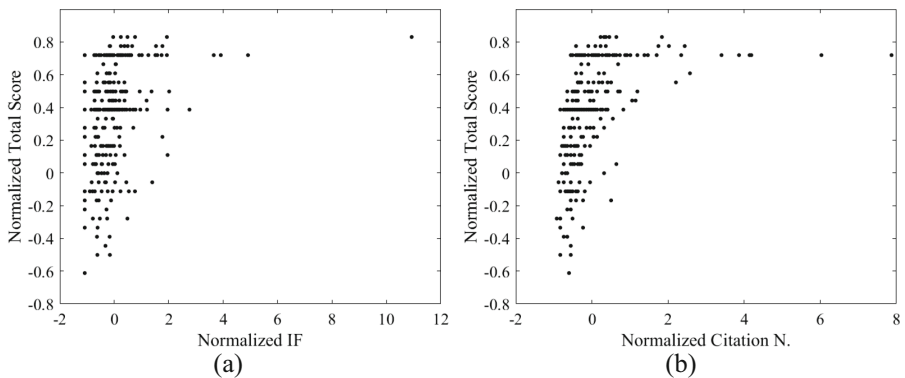 0.8
0.6
0.4
0.2
0
-0.2
-0.4
-0.6
-0.8
Normalized Total Score
-2 0 2 4 6 8 10 12
Normalized IF
(a)
0.8
0.6
0.4
0.2
0
-0.2
-0.4
-0.6
-0.8
Normalized Total Score
-2 0 2 4 6 8
Normalized Citation N.
(b)